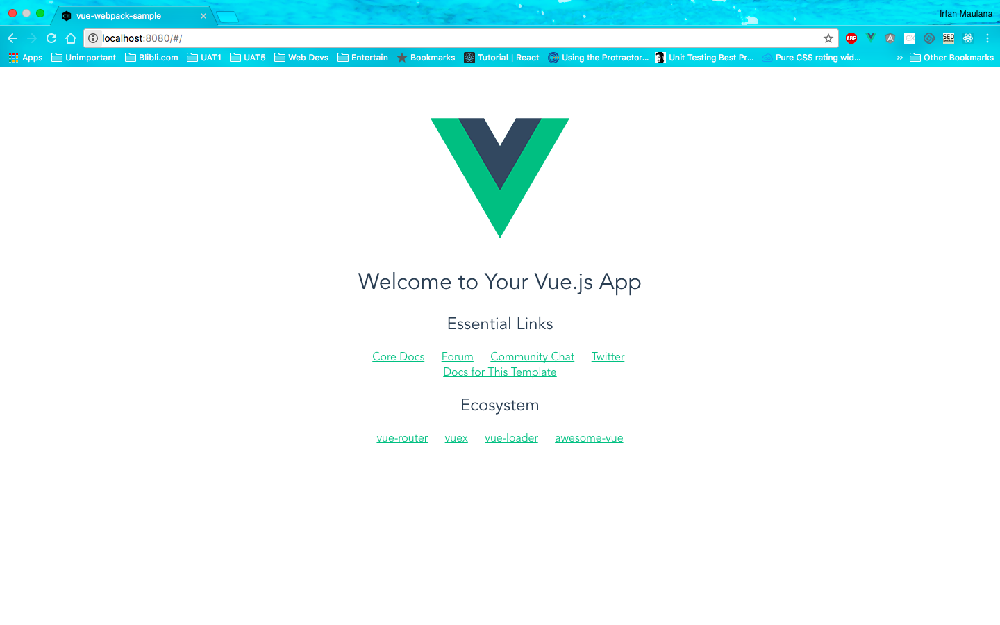 vue-webpack-sample
Irfan Maulana
localhost:8080/#/
ABP
SEO
Apps Unimportant Blibli.com UAT1 UAT5 Web Devs Entertain Bookmarks Tutorial | React Using the Protractor... Unit Testing Best Pr... Pure CSS rating wid... » Other Bookmarks
Welcome to Your Vue.js App
Essential Links
Core Docs Forum Community Chat Twitter
Docs for This Template
Ecosystem
vue-router vuex vue-loader awesome-vue